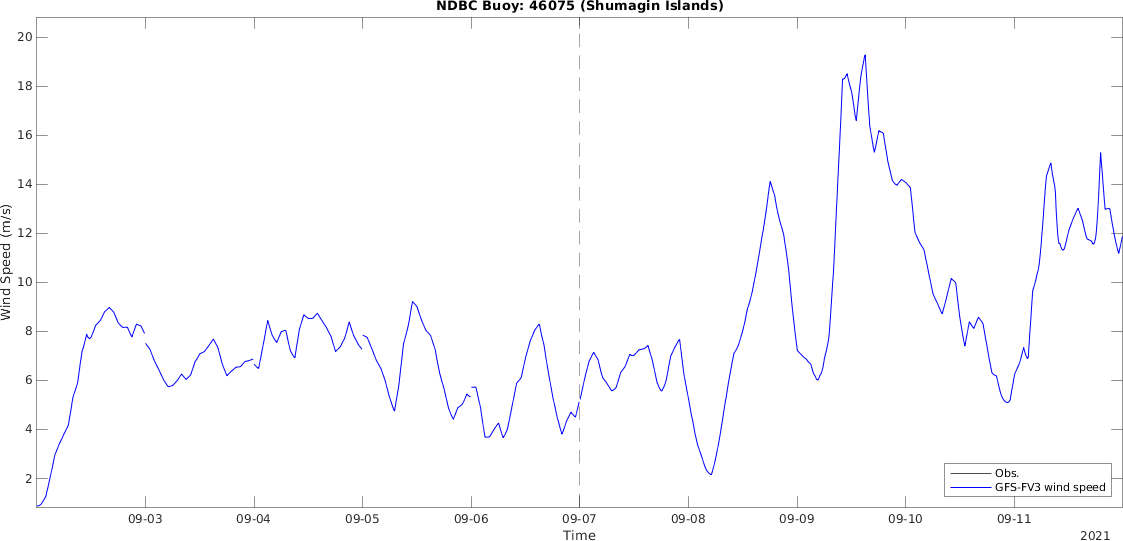 NDBC Buoy: 46075 (Shumagin Islands)
20
18
16
14
12
10
8
6
4
2
Wind Speed (m/s)
Obs.
GFS-FV3 wind speed
09-03 09-04 09-05 09-06 09-07 09-08 09-09 09-10 09-11
Time
2021